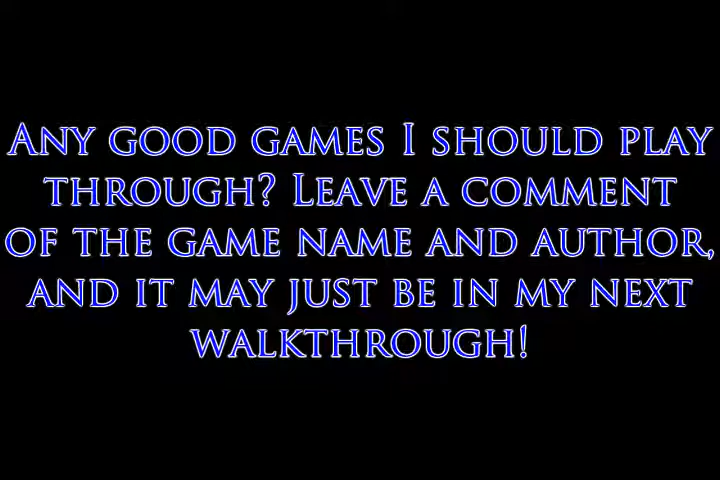 Any good games I should play
through? Leave a comment
of the game name and author,
and it may just be in my next
walkthrough!